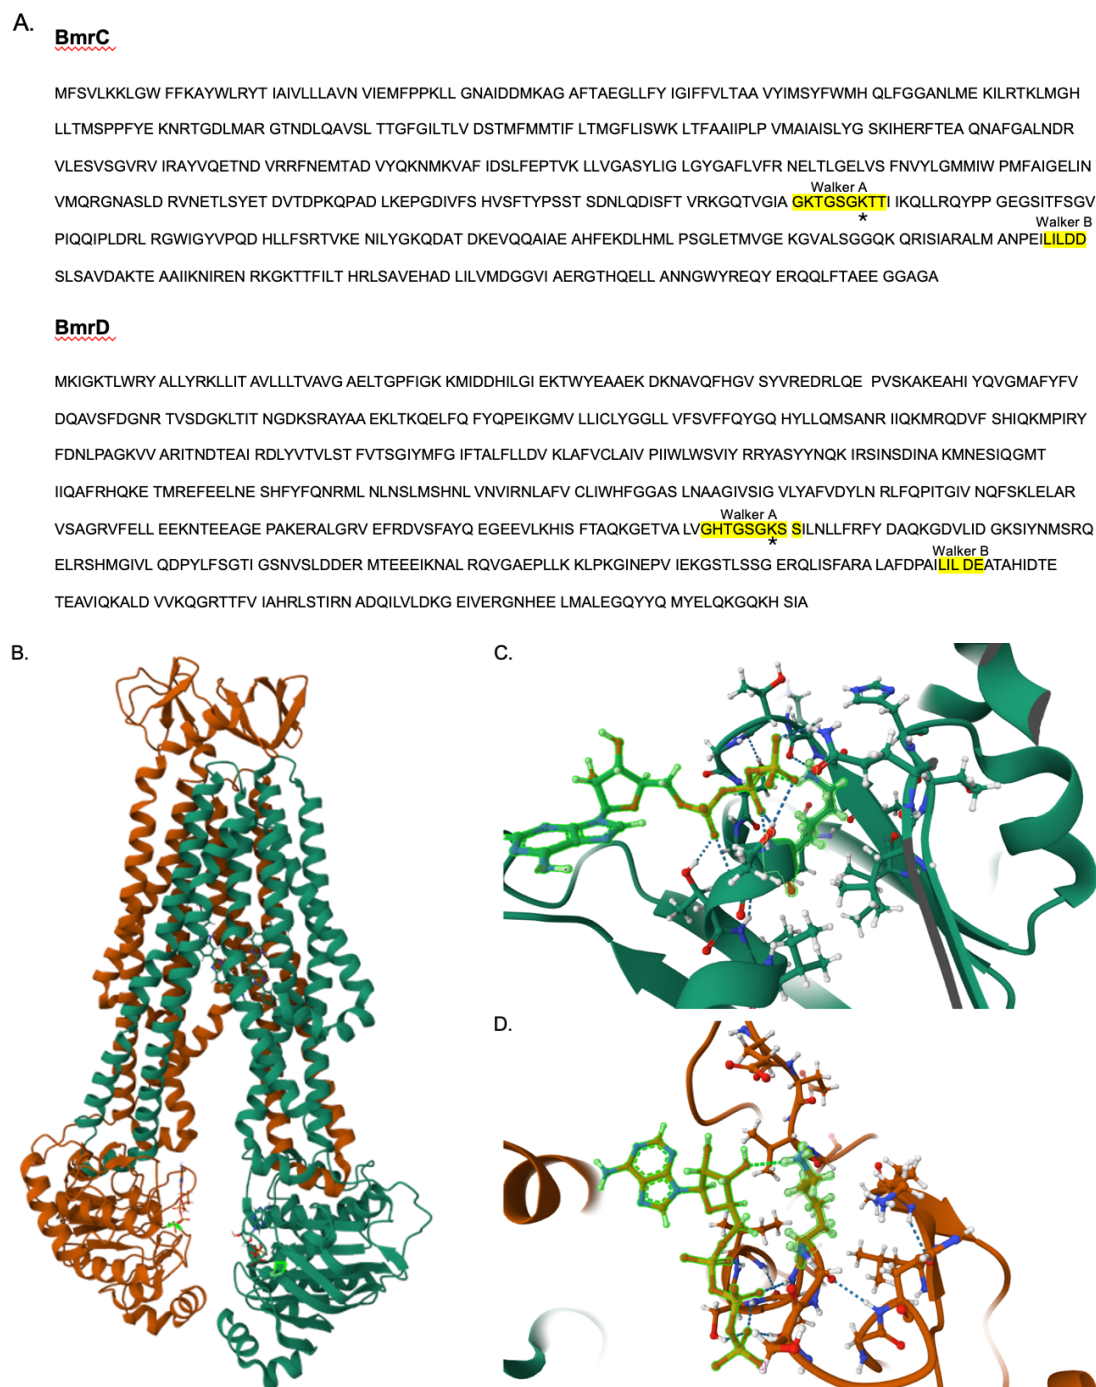 A.
BmrC
MFSVLKKLGW FFKAYWLRYT IAIVLLLAVN VIEMFPPKLL GNAIDDMKAG AFTAEGLLFY IGIFFVLTAA VYIMSYFWMH QLFGGANLME KILRTKLMGH
LLTMSPPFYE KNRTGDLMAR GTNDLQAVSL TTGFGILTLV DSTMFMMTIF LTMGFLISWK LTFAAIIPLP VMAIAISLYG SKIHERFTEA QNAFGALNDR
VLESVSGVRV IRAYVQETND VRRFNEMTAD VYQKNMKVAF IDSLFEPTVK LLVGASYLIG LGYGAFLVFR NELTLGELVS FNVYLGMMIW PMFAIGELIN
Walker A
VMQRGNASLD RVNETLSYET DVTDPKQPAD LKEPGDIVFS HVSFTYPSST SDNLQDISFT VRKGQTVGIA GKTGSGKTTI IKQLLRQYPP GEGSITFSGV
*
Walker B
PIQQIPLDRL RGWIGYVPQD HLLFSRTVKE NILYGKQDAT DKEVQQAIAE AHFEKDLHML PSGLETMVGE KGVALSGGQK QRISIARALM ANPEILILDD
SLSAVDAKTE AAIIKNIREN RKGKTTFILT HRLSAVEHAD LILVMDGGVI AERGTHQELL ANNGWYREQY ERQQLFTAEE GGAGA
BmrD
MKIGKTLWRY ALLYRKLLIT AVLLLTVAVG AELTGPFIGK KMIDDHILGI EKTWYEAAEK DKNAVQFHGV SYVREDRLQE PVSKAKEAHI YQVGMAFYFV
DQAVSFDGNR TVSDGKLTIT NGDKSRAYAA EKLTKQELFQ FYQPEIKGMV LLICLYGGLL VFSVFFQYGQ HYLLQMSANR IIQKMRQDVF SHIQKMPIRY
FDNLPAGKVV ARITNDTEAI RDLYVTVLST FVTSGIYMFG IFTALFLLDV KLAFVCLAIV PIIWLWSVIY RRYASYYNQK IRSINSDINA KMNESIQGMT
IIQAFRHQKE TMREFEELNE SHFYFQNRML NLNSLMSHNL VNVIRNLAFV CLIWHFGGAS LNAAGIVSIG VLYAFVDYLN RLFQPITGIV NQFSKLELAR
Walker A
VSAGRVFELL EEKNTEEAGE PAKERALGRV EFRDVSFAYQ EGEEVLKHIS FTAQKGETVA LVGHTGSGKS SILNLLFRFY DAQKGDVLID GKSIYNMSRQ
*
Walker B
ELRSHMGIVL QDPYLFSGTI GSNVSLDDER MTEEEIKNAL RQVGAEPLLK KLPKGINEPV IEKGSTLSSG ERQLISFARA LAFDPAILIL DEATAHIDTE
TEAVIQKALD VVKQGRTTFV IAHRLSTIRN ADQILVLDKG EIVERGNHEE LMALEGQYYQ MYELQKGQKH SIA
B.
C.
D.